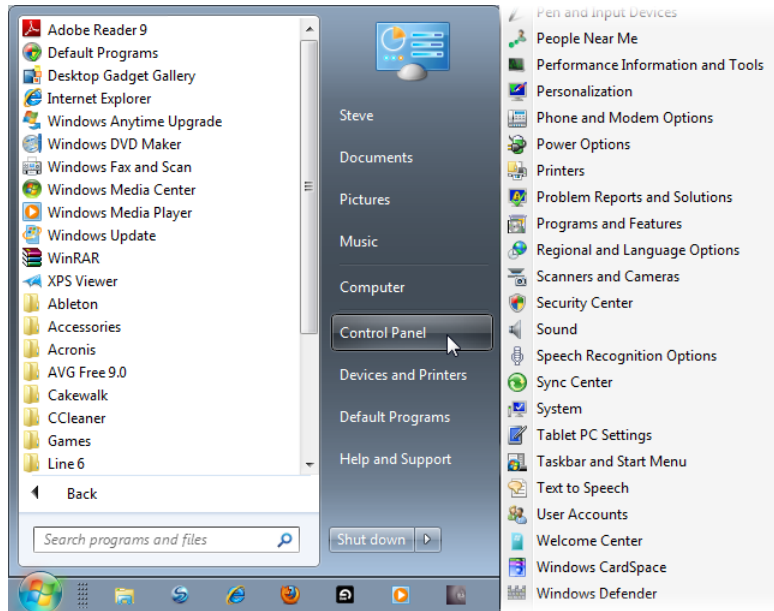 Adobe Reader 9
Default Programs
Desktop Gadget Gallery
Internet Explorer
Windows Anytime Upgrade
Windows DVD Maker
Windows Fax and Scan
Windows Media Center
Windows Media Player
Windows Update
WinRAR
XPS Viewer
Ableton
Accessories
Acronis
AVG Free 9.0
Cakewalk
CCleaner
Games
Line 6
Back
Search programs and files
Steve
Documents
Pictures
Music
Computer
Control Panel
Devices and Printers
Default Programs
Help and Support
Shut down
Pen and Input Devices
People Near Me
Performance Information and Tools
Personalization
Phone and Modem Options
Power Options
Printers
Problem Reports and Solutions
Programs and Features
Regional and Language Options
Scanners and Cameras
Security Center
Sound
Speech Recognition Options
Sync Center
System
Tablet PC Settings
Taskbar and Start Menu
Text to Speech
User Accounts
Welcome Center
Windows CardSpace
Windows Defender